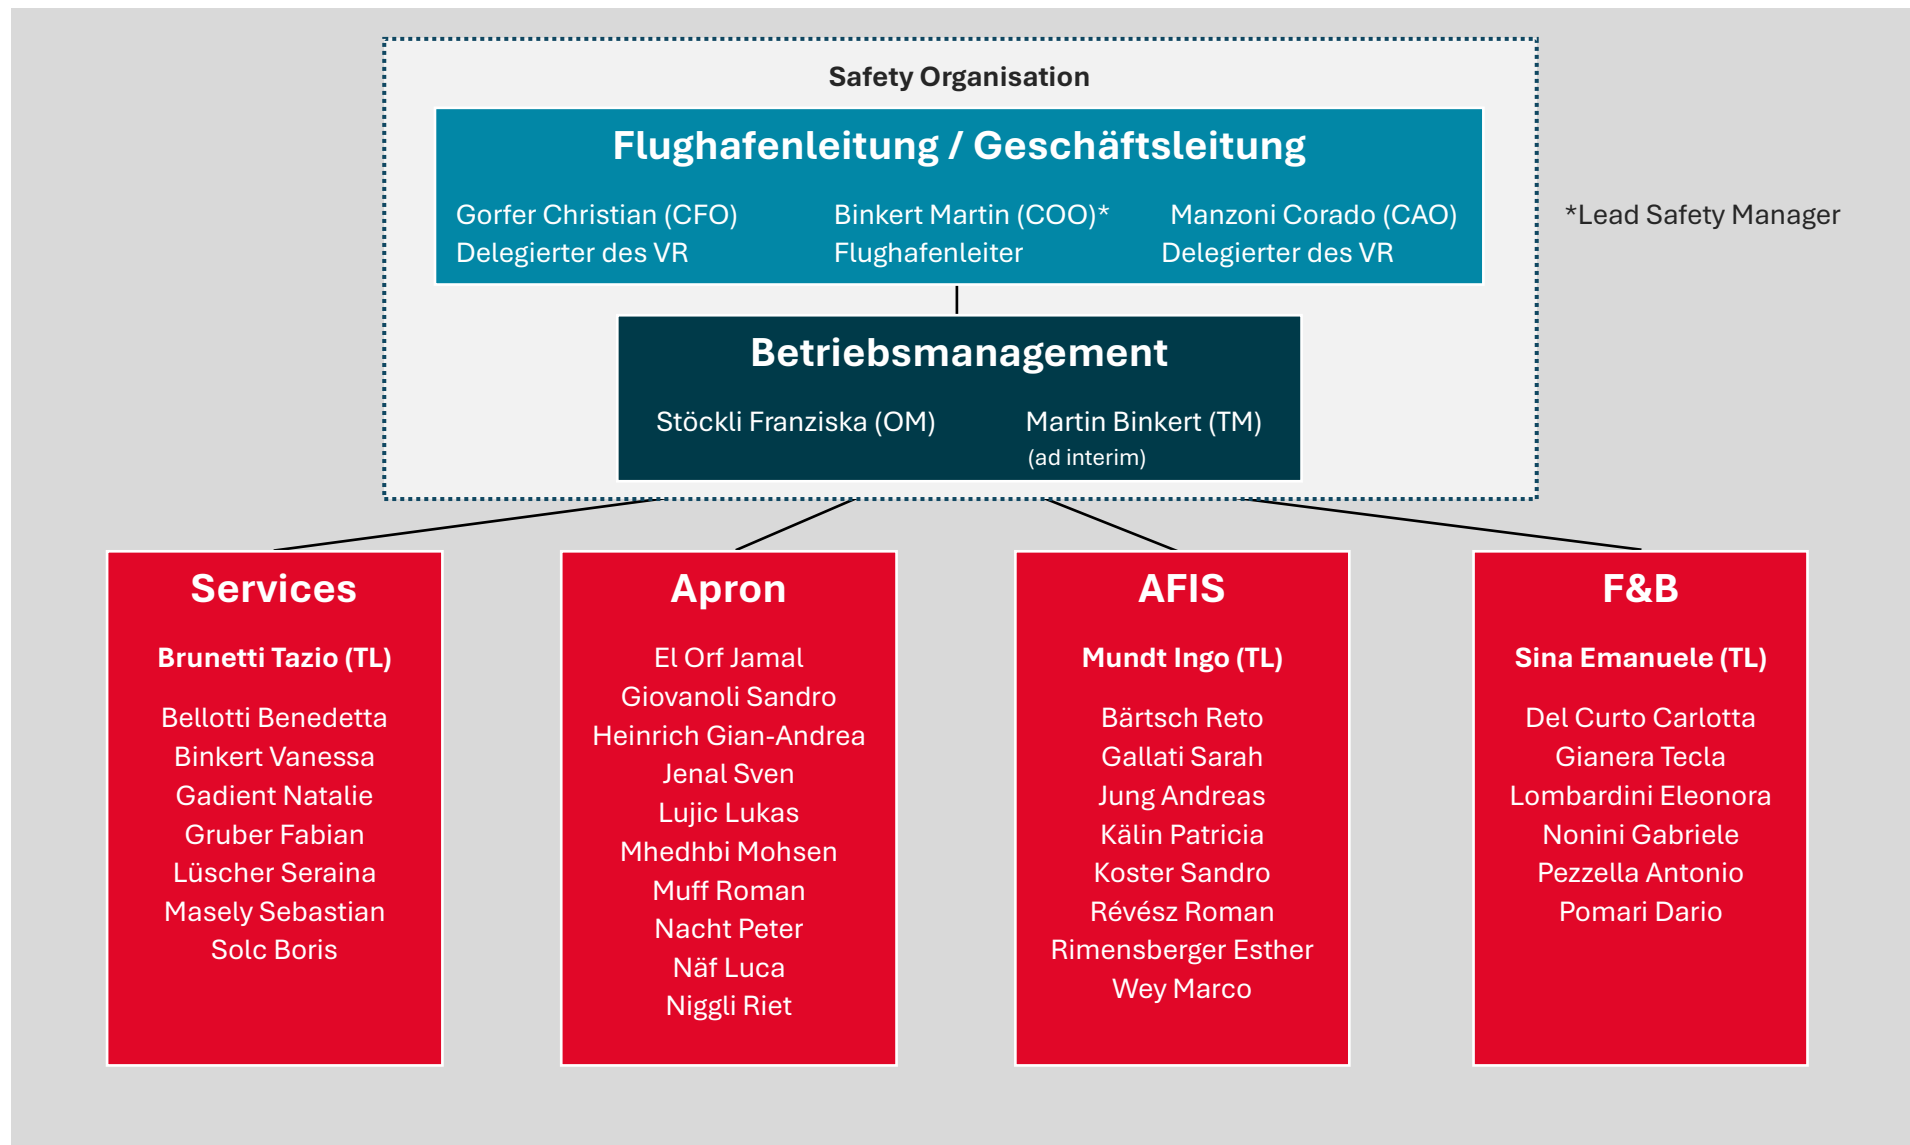 Safety Organisation
Flughafenleitung / Geschäftsleitung
Gorfer Christian (CFO) Binkert Martin (COO)* Manzoni Corado (CAO)
Delegierter des VR Flughafenleiter Delegierter des VR
*Lead Safety Manager
Betriebsmanagement
Stöckli Franziska (OM) Martin Binkert (TM)
(ad interim)
Services
Brunetti Tazio (TL)
Bellotti Benedetta
Binkert Vanessa
Gadient Natalie
Gruber Fabian
Lüscher Seraina
Masely Sebastian
Solc Boris
Apron
El Orf Jamal
Giovanoli Sandro
Heinrich Gian-Andrea
Jenal Sven
Lujic Lukas
Mhedhbi Mohsen
Muff Roman
Nacht Peter
Näf Luca
Niggli Riet
AFIS
Mundt Ingo (TL)
Bärtsch Reto
Gallati Sarah
Jung Andreas
Kälin Patricia
Koster Sandro
Révész Roman
Rimensberger Esther
Wey Marco
F&B
Sina Emanuele (TL)
Del Curto Carlotta
Gianera Tecla
Lombardini Eleonora
Nonini Gabriele
Pezzella Antonio
Pomari Dario